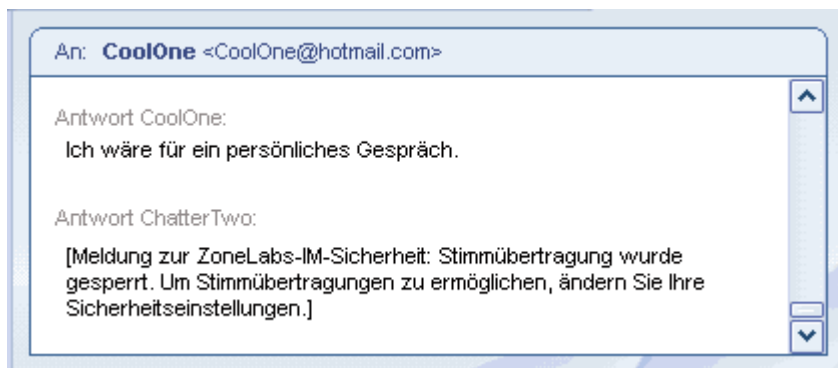 An: CoolOne <CoolOne@hotmail.com>
Antwort CoolOne:
Ich wäre für ein persönliches Gespräch.
Antwort ChatterTwo:
[Meldung zur ZoneLabs-IM-Sicherheit: Stimmübertragung wurde
gesperrt. Um Stimmübertragungen zu ermöglichen, ändern Sie Ihre
Sicherheitseinstellungen.]